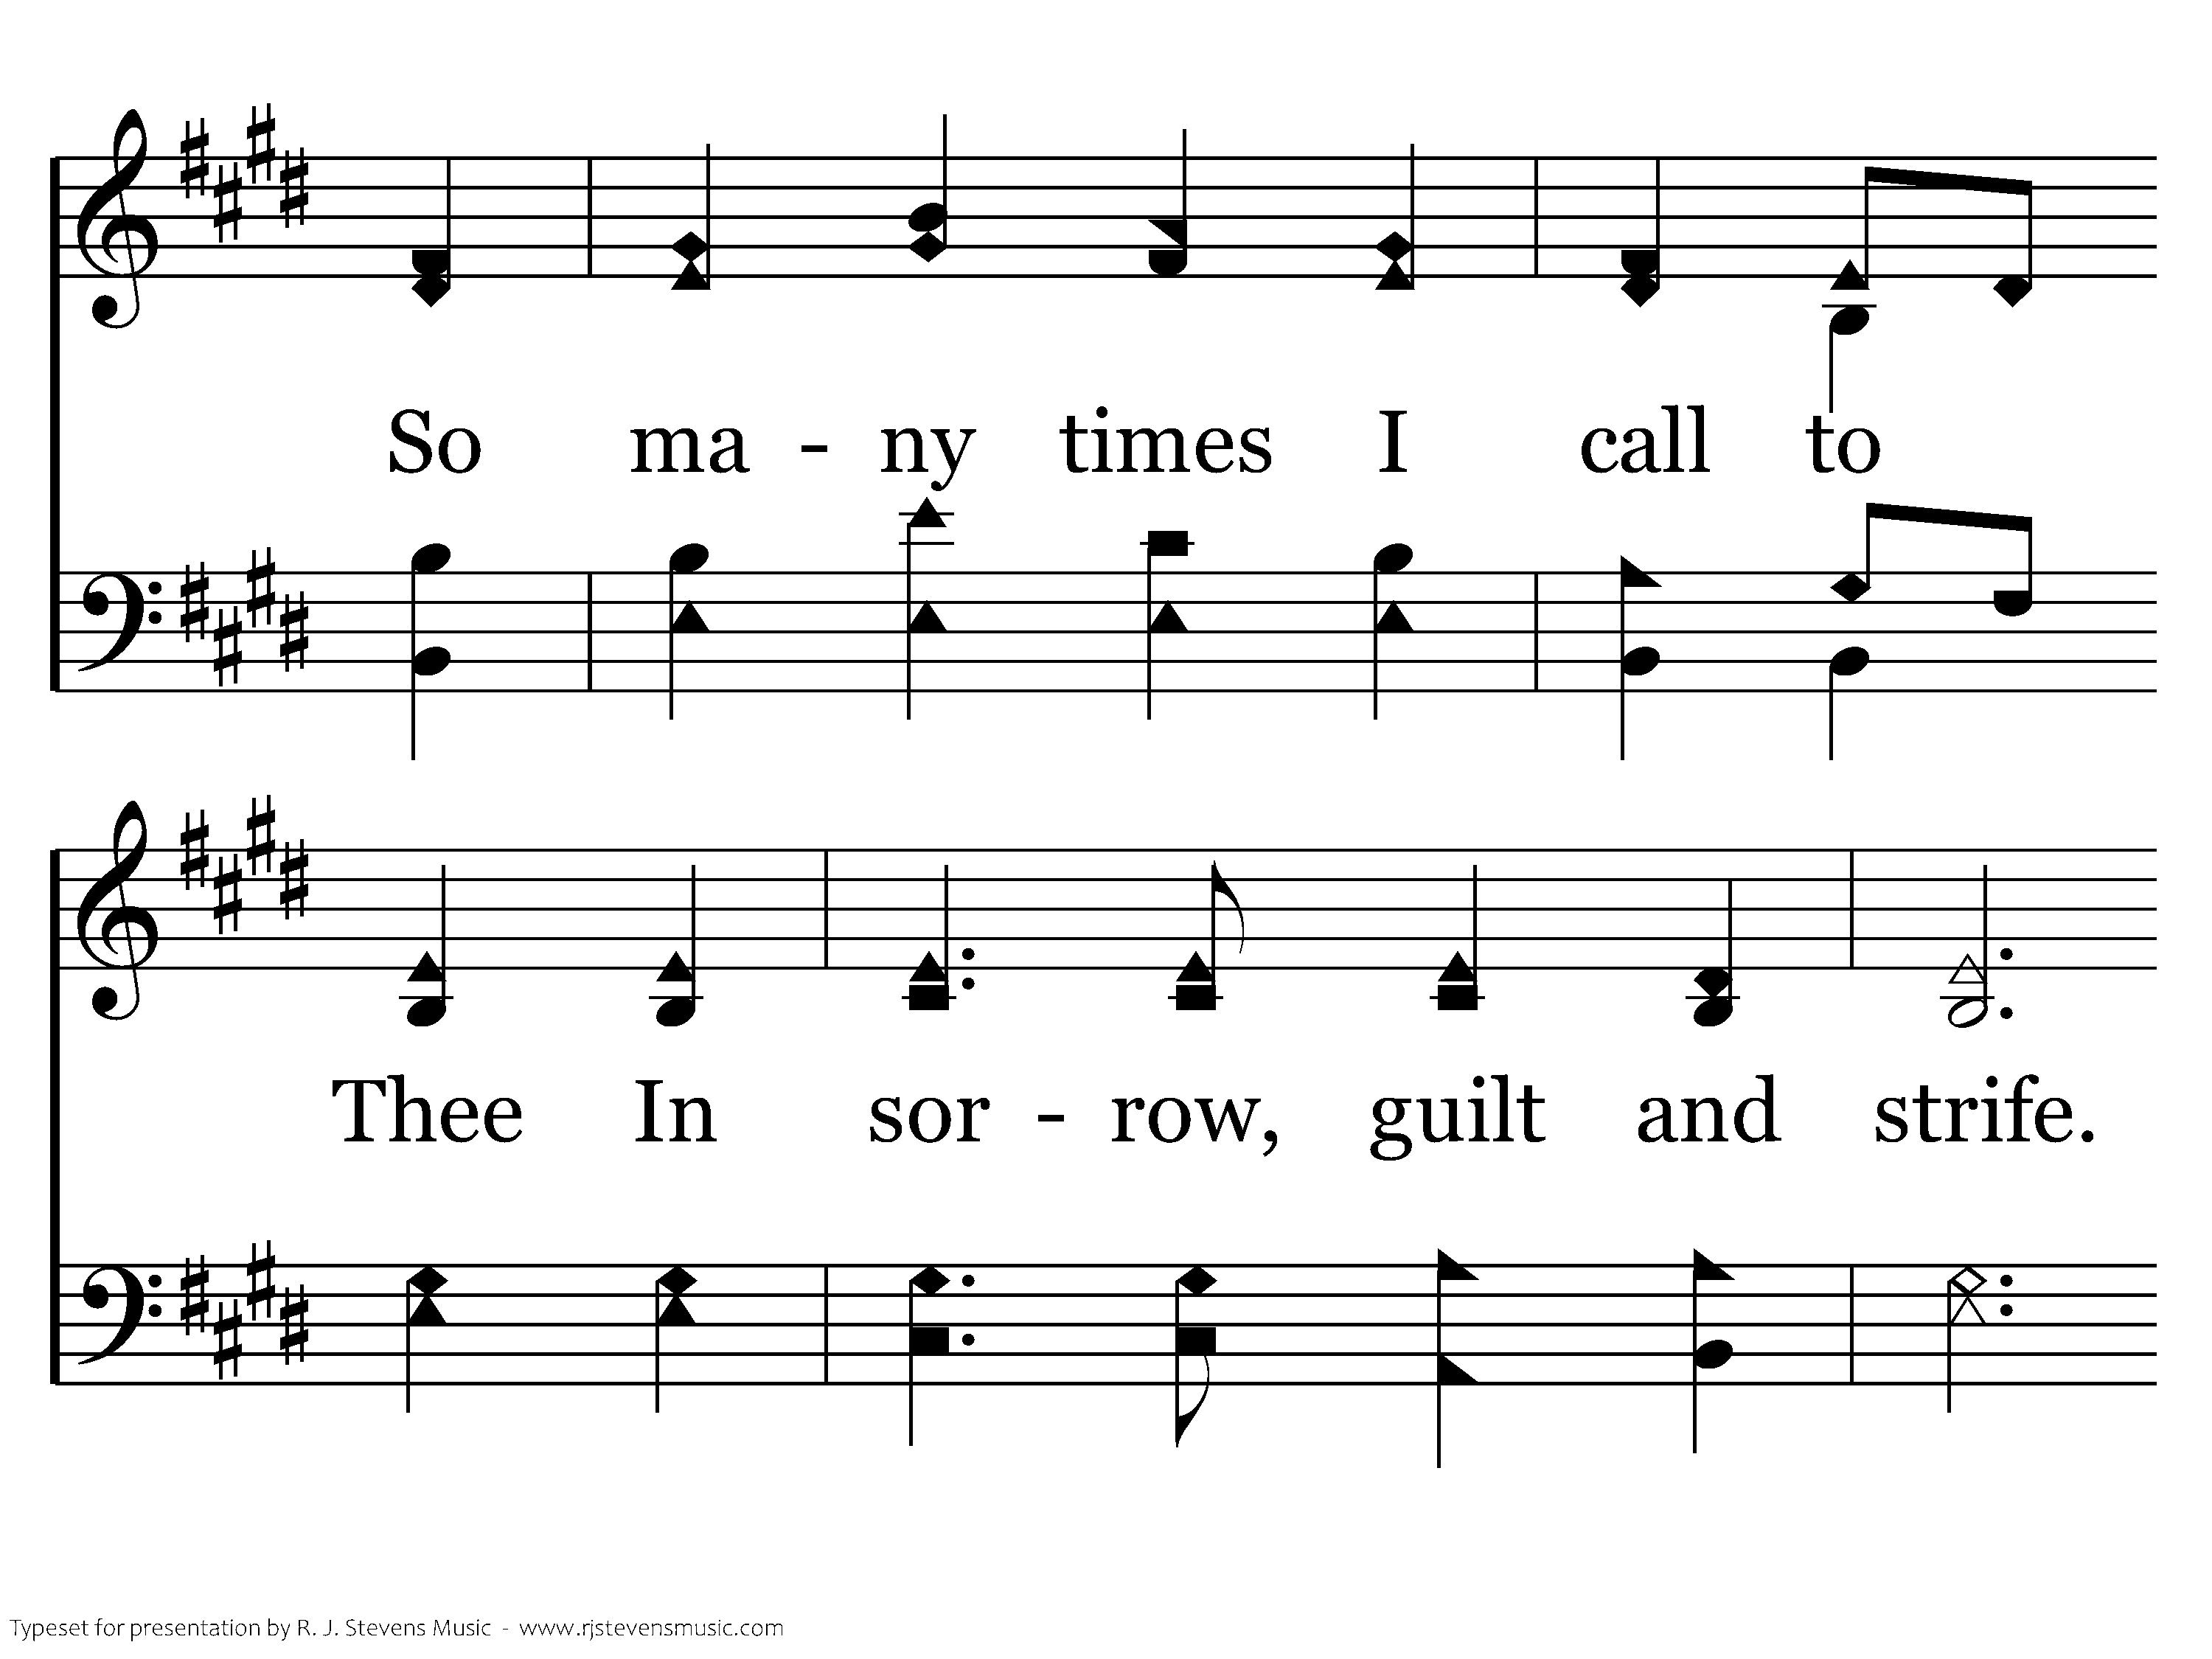 So ma - ny times I call to
Thee In sor - row, guilt and strife.
Typeset for presentation by R. J. Stevens Music - www.rjstevensmusic.com